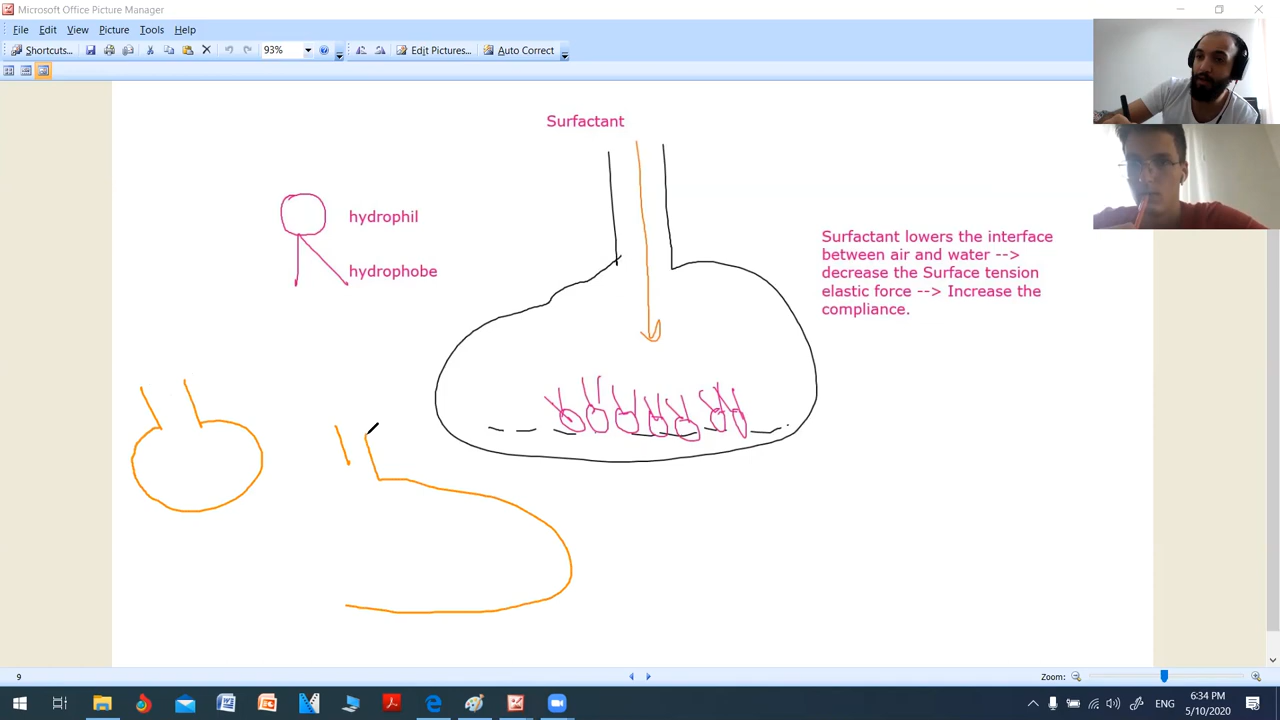 Microsoft Office Picture Manager
File Edit View Picture Tools Help
Shortcuts... 93% Edit Pictures... Auto Correct
Surfactant
hydrophil
hydrophobe
Surfactant lowers the interface
between air and water -->
decrease the Surface tension
elastic force --> Increase the
compliance.
9
Zoom:
ENG
6:34 PM
5/10/2020